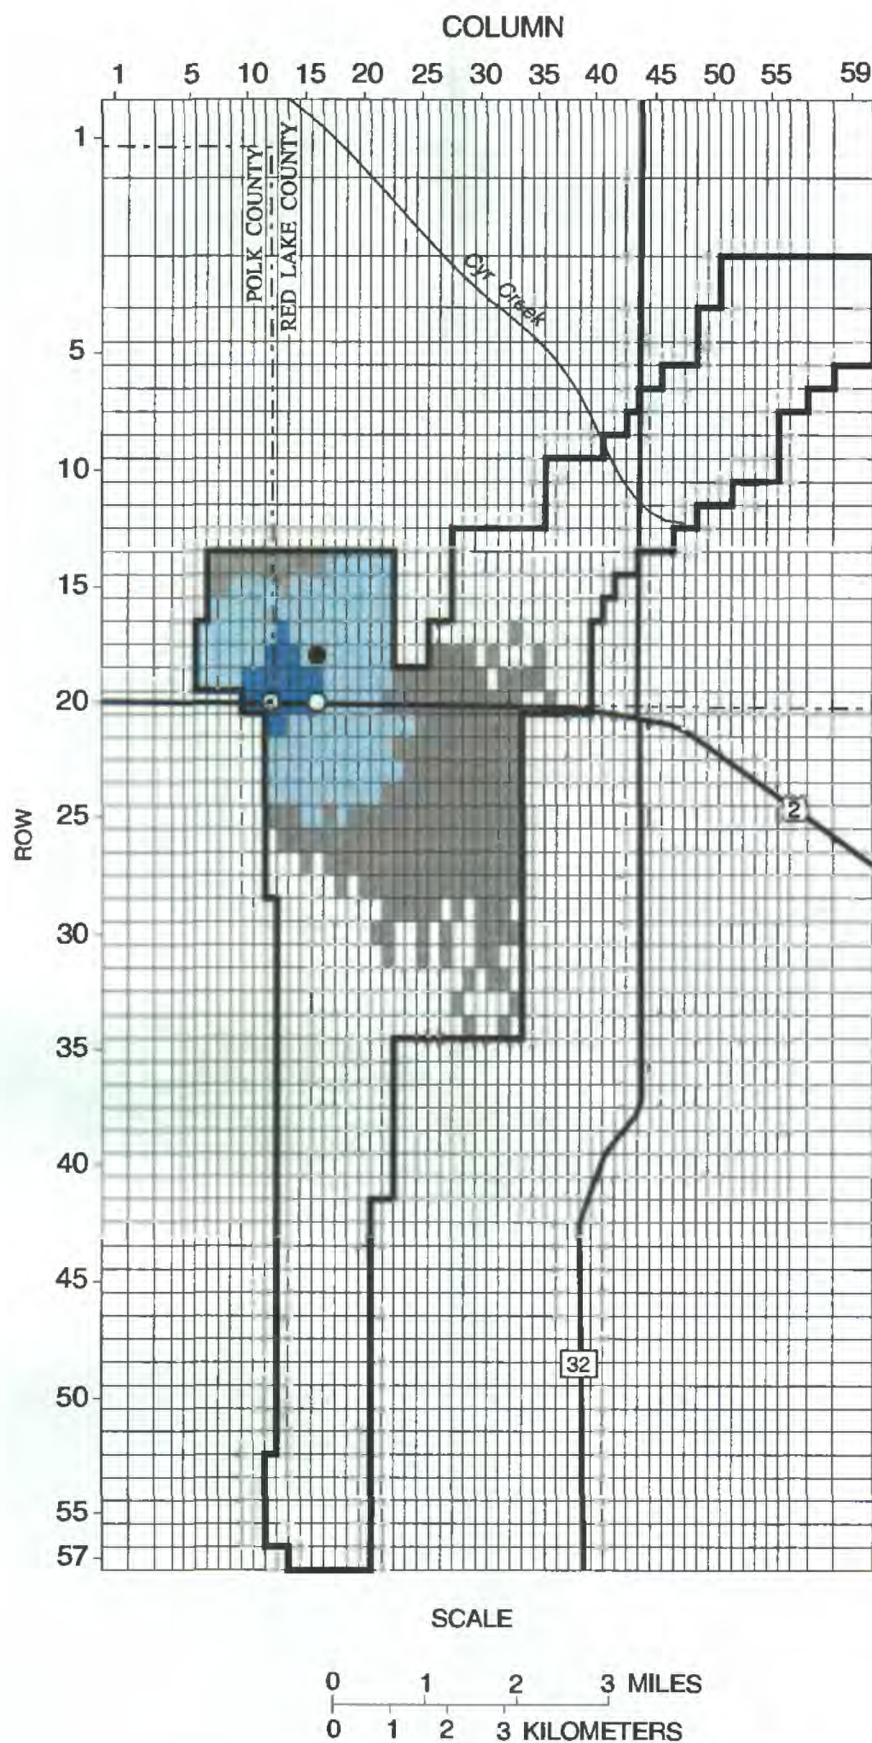 COLUMN
1 5 10 15 20 25 30 35 40 45 50 55 59
1
POLK COUNTY
RED LAKE COUNTY
Cyr Creek
5
10
15
20
25
2
ROW
30
35
40
45
32
50
55
57
SCALE
0 1 2 3 MILES
0 1 2 3 KILOMETERS